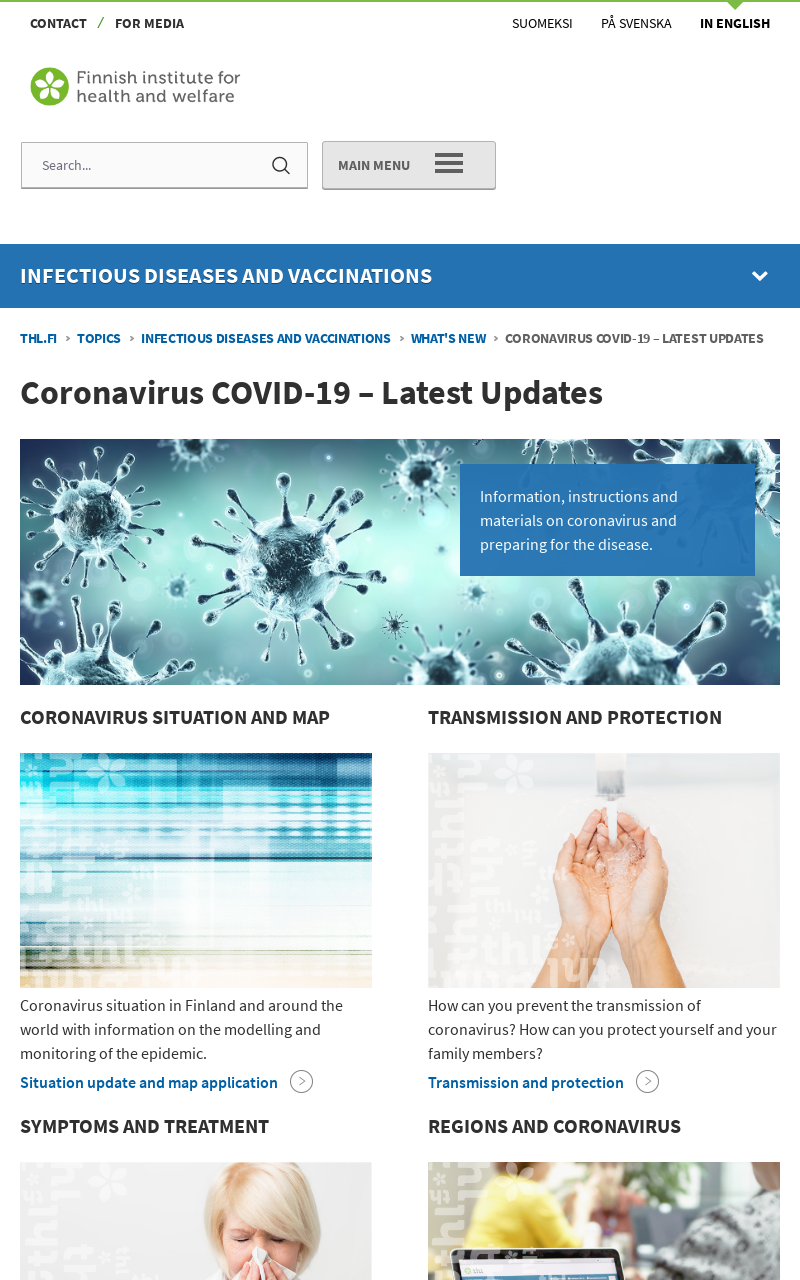 CONTACT / FOR MEDIA
SUOMEKSI PÅ SVENSKA IN ENGLISH
Finnish institute for
health and welfare
Search...
MAIN MENU
INFECTIOUS DISEASES AND VACCINATIONS
THL.FI › TOPICS › INFECTIOUS DISEASES AND VACCINATIONS › WHAT'S NEW › CORONAVIRUS COVID-19 – LATEST UPDATES
Coronavirus COVID-19 – Latest Updates
Information, instructions and
materials on coronavirus and
preparing for the disease.
CORONAVIRUS SITUATION AND MAP
Coronavirus situation in Finland and around the
world with information on the modelling and
monitoring of the epidemic.
Situation update and map application
TRANSMISSION AND PROTECTION
How can you prevent the transmission of
coronavirus? How can you protect yourself and your
family members?
Transmission and protection
SYMPTOMS AND TREATMENT
REGIONS AND CORONAVIRUS